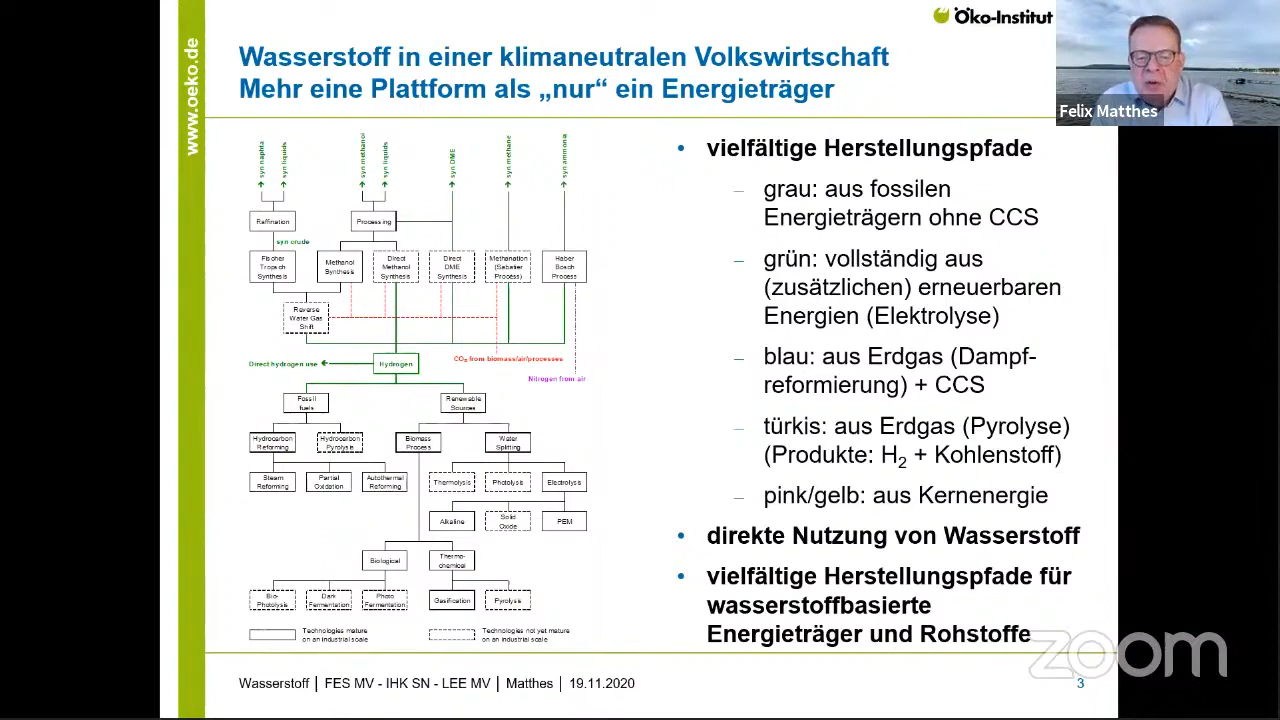 Öko-Institut
www.oeko.de
Wasserstoff in einer klimaneutralen Volkswirtschaft
Mehr eine Plattform als „nur“ ein Energieträger
Felix Matthes
syn naphta
syn liquids
syn methanol
syn liquids
syn DME
syn methane
syn ammonia
Raffination
Processing
syn crude
Fischer
Tropsch
Synthesis
Methanol
Synthesis
Direct
Methanol
Synthesis
Direct
DME
Synthesis
Methanation
(Sabatier
Process)
Haber
Bosch
Process
Reverse
Water Gas
Shift
CO₂ from biomass/air/processes
Direct hydrogen use
Hydrogen
Nitrogen from air
Fossil
fuels
Renewable
Sources
Hydrocarbon
Reforming
Hydrocarbon
Pyrolysis
Biomass
Process
Water
Splitting
Steam
Reforming
Partial
Oxidation
Autothermal
Reforming
Thermolysis
Photolysis
Electrolysis
Alkaline
Solid
Oxide
PEM
Biological
Thermo-
chemical
Bio-
Photolysis
Dark
Fermentation
Photo
Fermentation
Gasification
Pyrolysis
Technologies mature
on an industrial scale
Technologies not yet mature
on an industrial scale
• vielfältige Herstellungspfade
– grau: aus fossilen
Energieträgern ohne CCS
– grün: vollständig aus
(zusätzlichen) erneuerbaren
Energien (Elektrolyse)
– blau: aus Erdgas (Dampf-
reformierung) + CCS
– türkis: aus Erdgas (Pyrolyse)
(Produkte: H₂ + Kohlenstoff)
– pink/gelb: aus Kernenergie
• direkte Nutzung von Wasserstoff
• vielfältige Herstellungspfade für
wasserstoffbasierte
Energieträger und Rohstoffe
zoom
Wasserstoff │ FES MV - IHK SN - LEE MV │ Matthes │ 19.11.2020
3